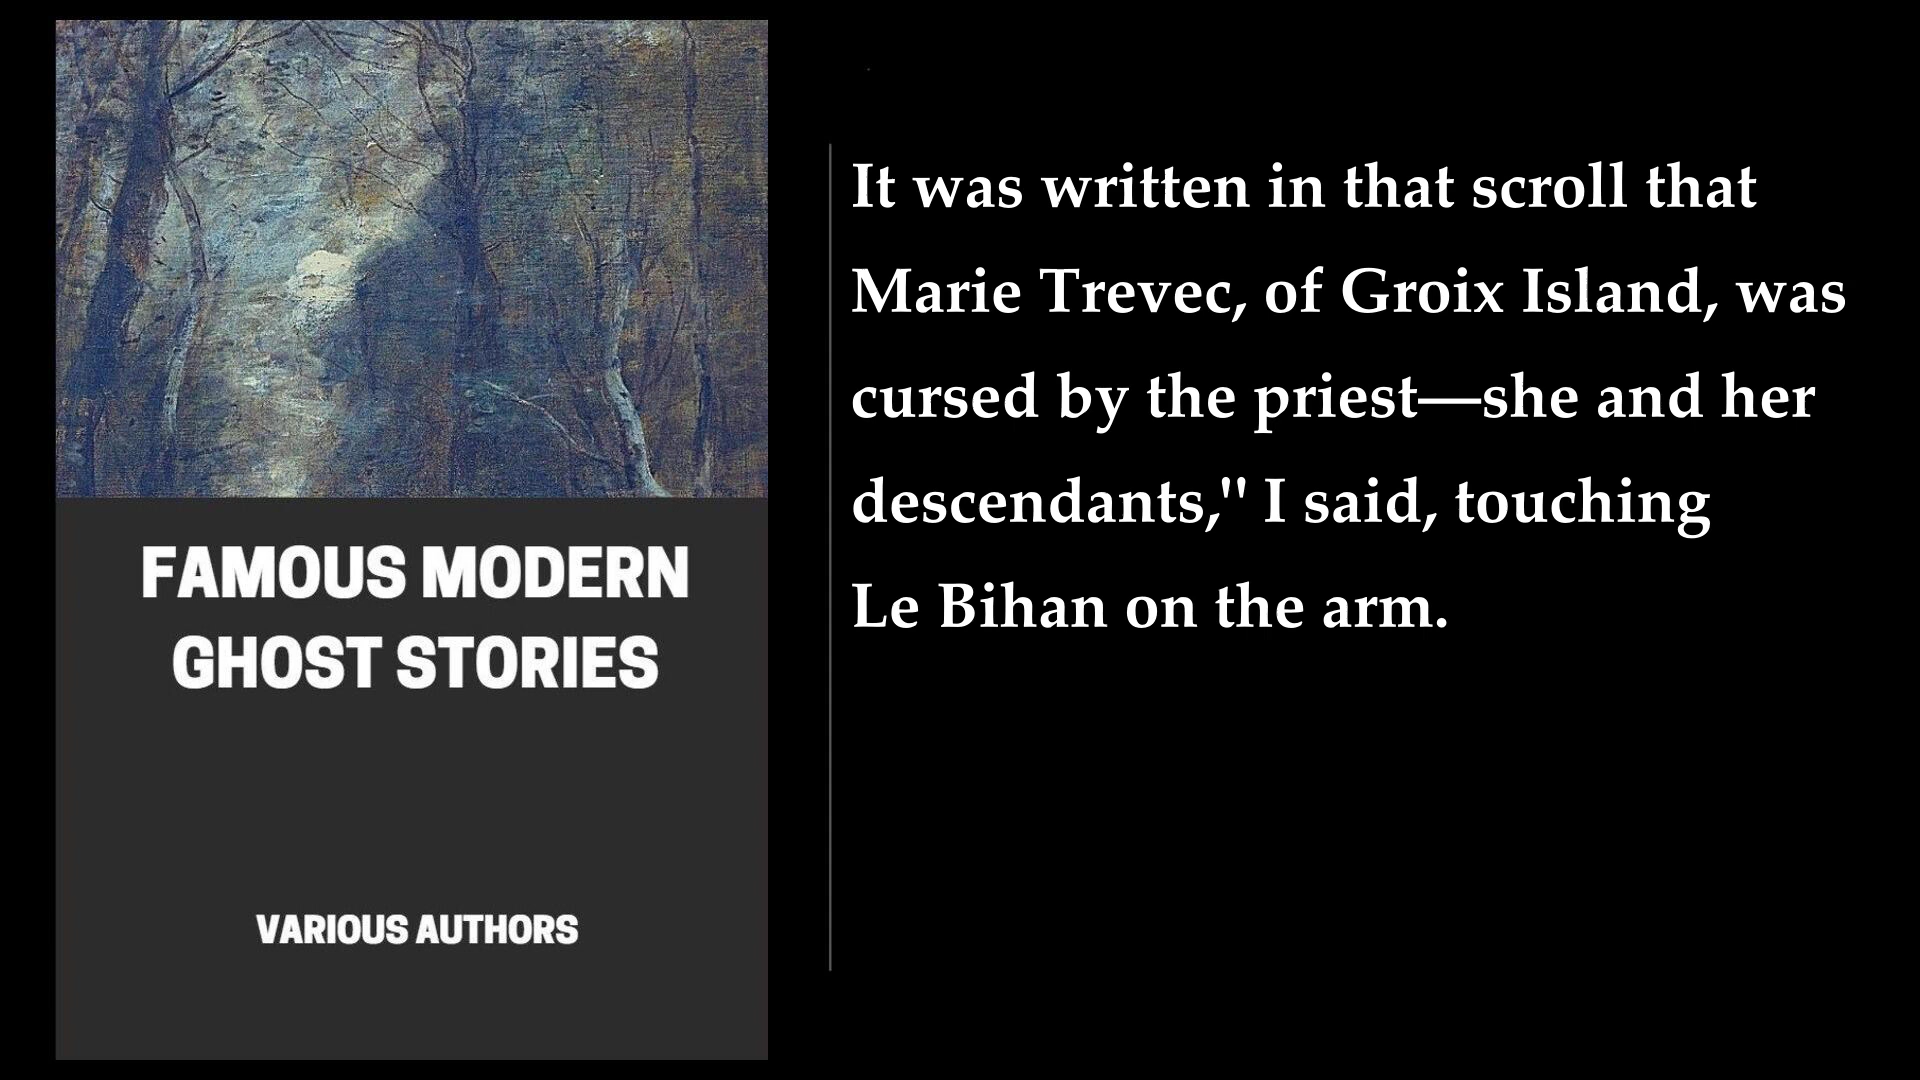 FAMOUS MODERN
GHOST STORIES
VARIOUS AUTHORS
It was written in that scroll that
Marie Trevec, of Groix Island, was
cursed by the priest—she and her
descendants," I said, touching
Le Bihan on the arm.